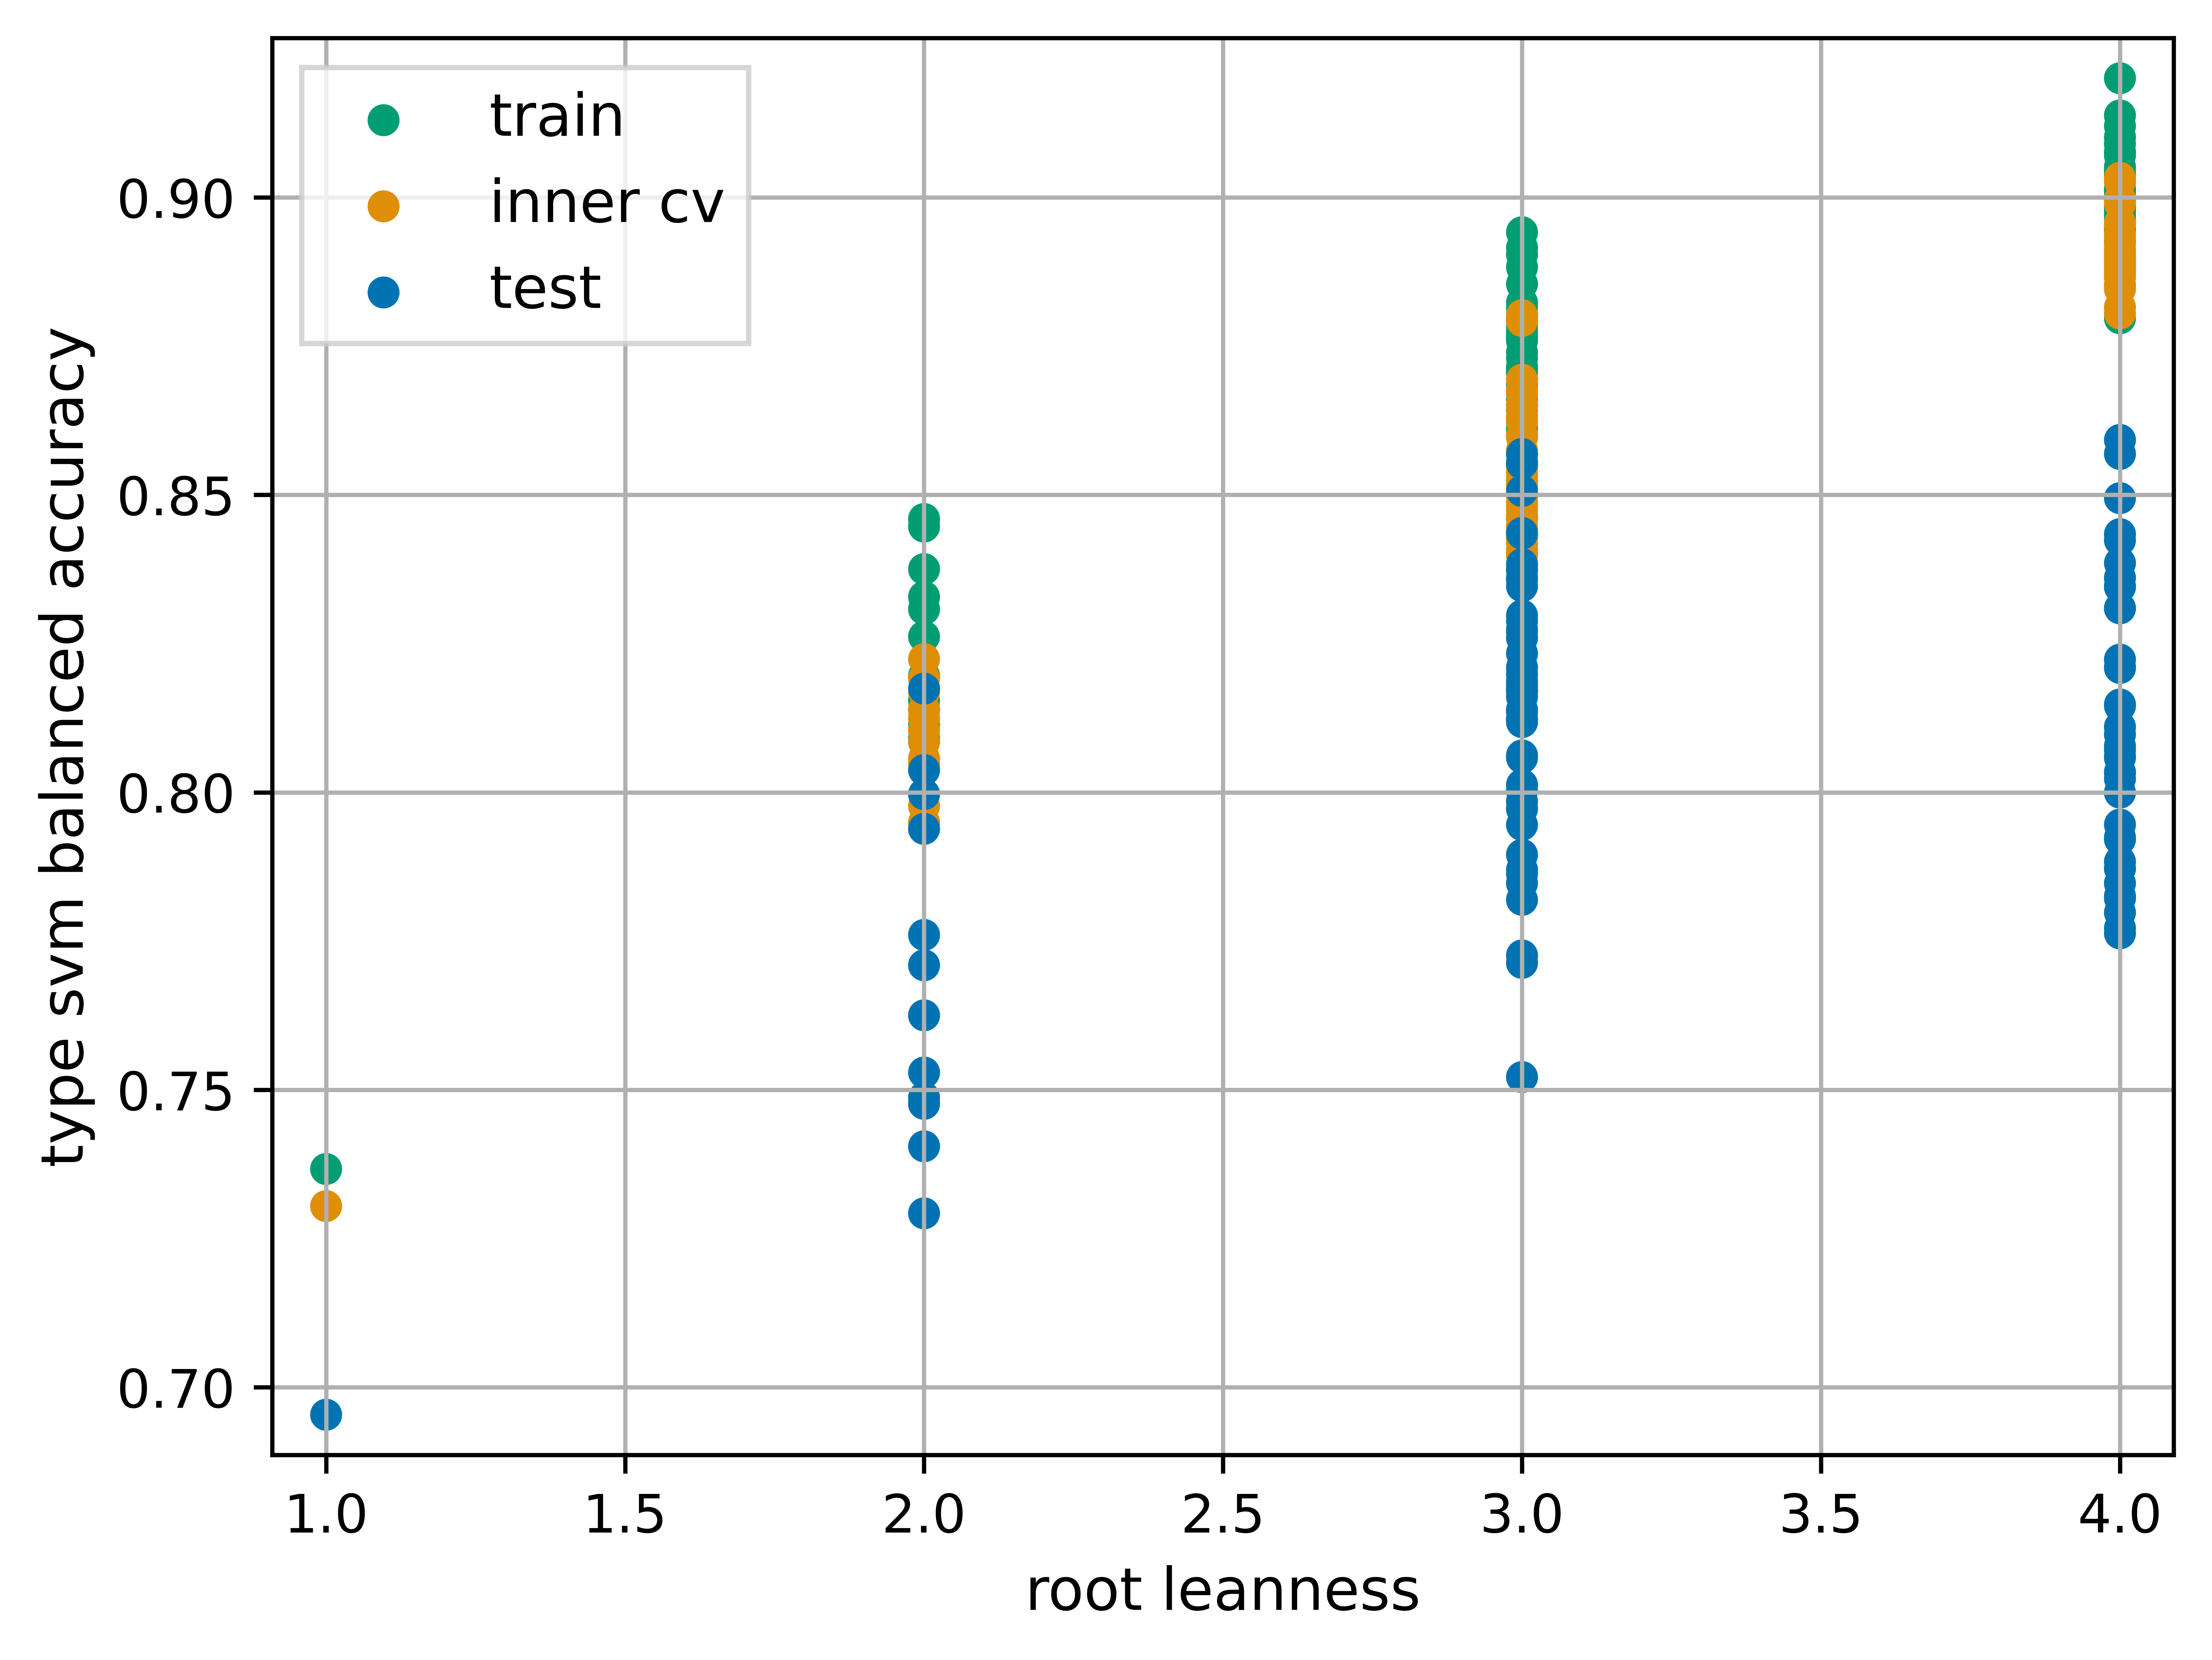 train
inner cv
test
type svm balanced accuracy
0.90
0.85
0.80
0.75
0.70
1.0 1.5 2.0 2.5 3.0 3.5 4.0
root leanness